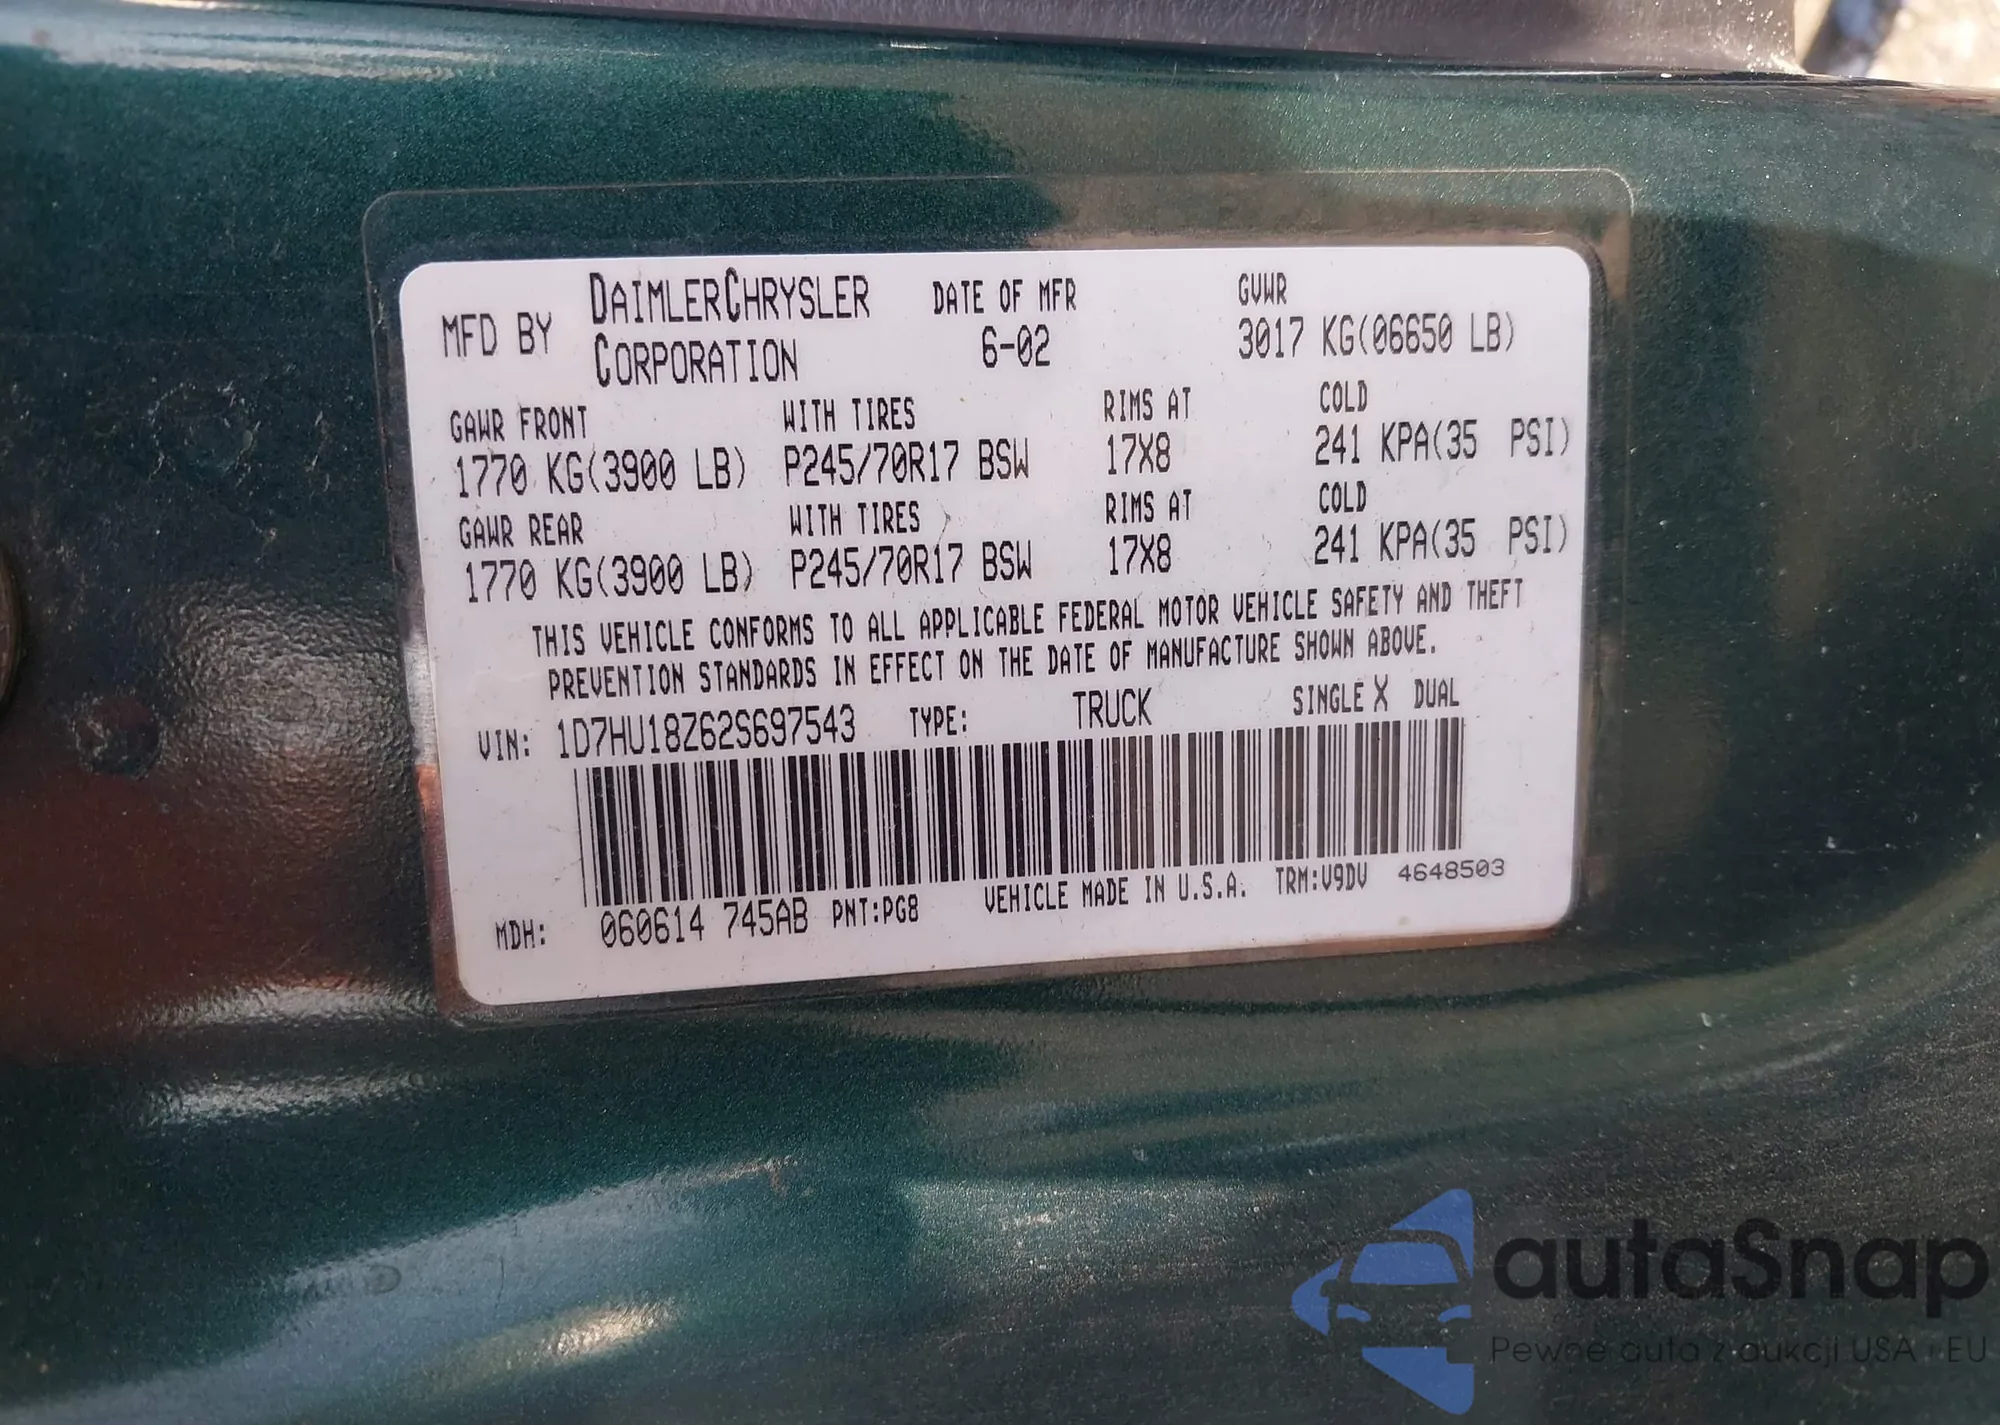 MFD BY DAIMLERCHRYSLER CORPORATION DATE OF MFR 6-02 GVWR 3017 KG(06650 LB)
GAWR FRONT WITH TIRES RIMS AT COLD
1770 KG(3900 LB) P245/70R17 BSW 17X8 241 KPA(35 PSI)
GAWR REAR WITH TIRES RIMS AT COLD
1770 KG(3900 LB) P245/70R17 BSW 17X8 241 KPA(35 PSI)
THIS VEHICLE CONFORMS TO ALL APPLICABLE FEDERAL MOTOR VEHICLE SAFETY AND THEFT
PREVENTION STANDARDS IN EFFECT ON THE DATE OF MANUFACTURE SHOWN ABOVE.
VIN: 1D7HU18Z62S697543 TYPE: TRUCK SINGLE X DUAL
MDH: 060614 745AB PNT:PG8 VEHICLE MADE IN U.S.A. TRM:V9DV 4648503
autaSnap
Pewne auta z aukcji USA i EU